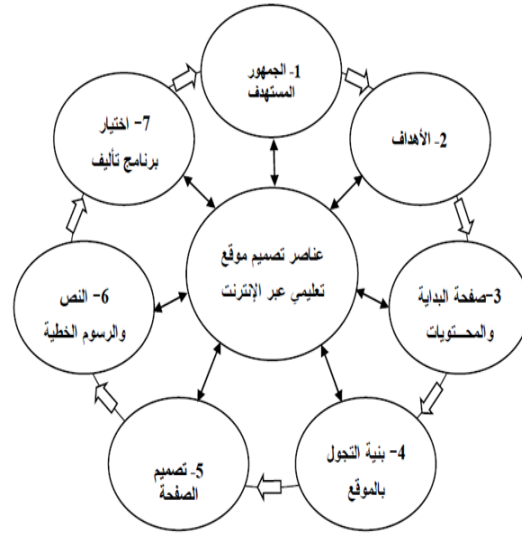 1- الجمهور
المستهدف
2- الأهداف
3- صفحة البداية
والمحـــتويات
4- بنية التجول
بالموقع
5- تصميم
الصفحة
6- النص
والرسوم الخطية
7- اختيار
برنامج تأليف
عناصر تصميم موقع
تعليمي عبر الإنترنت